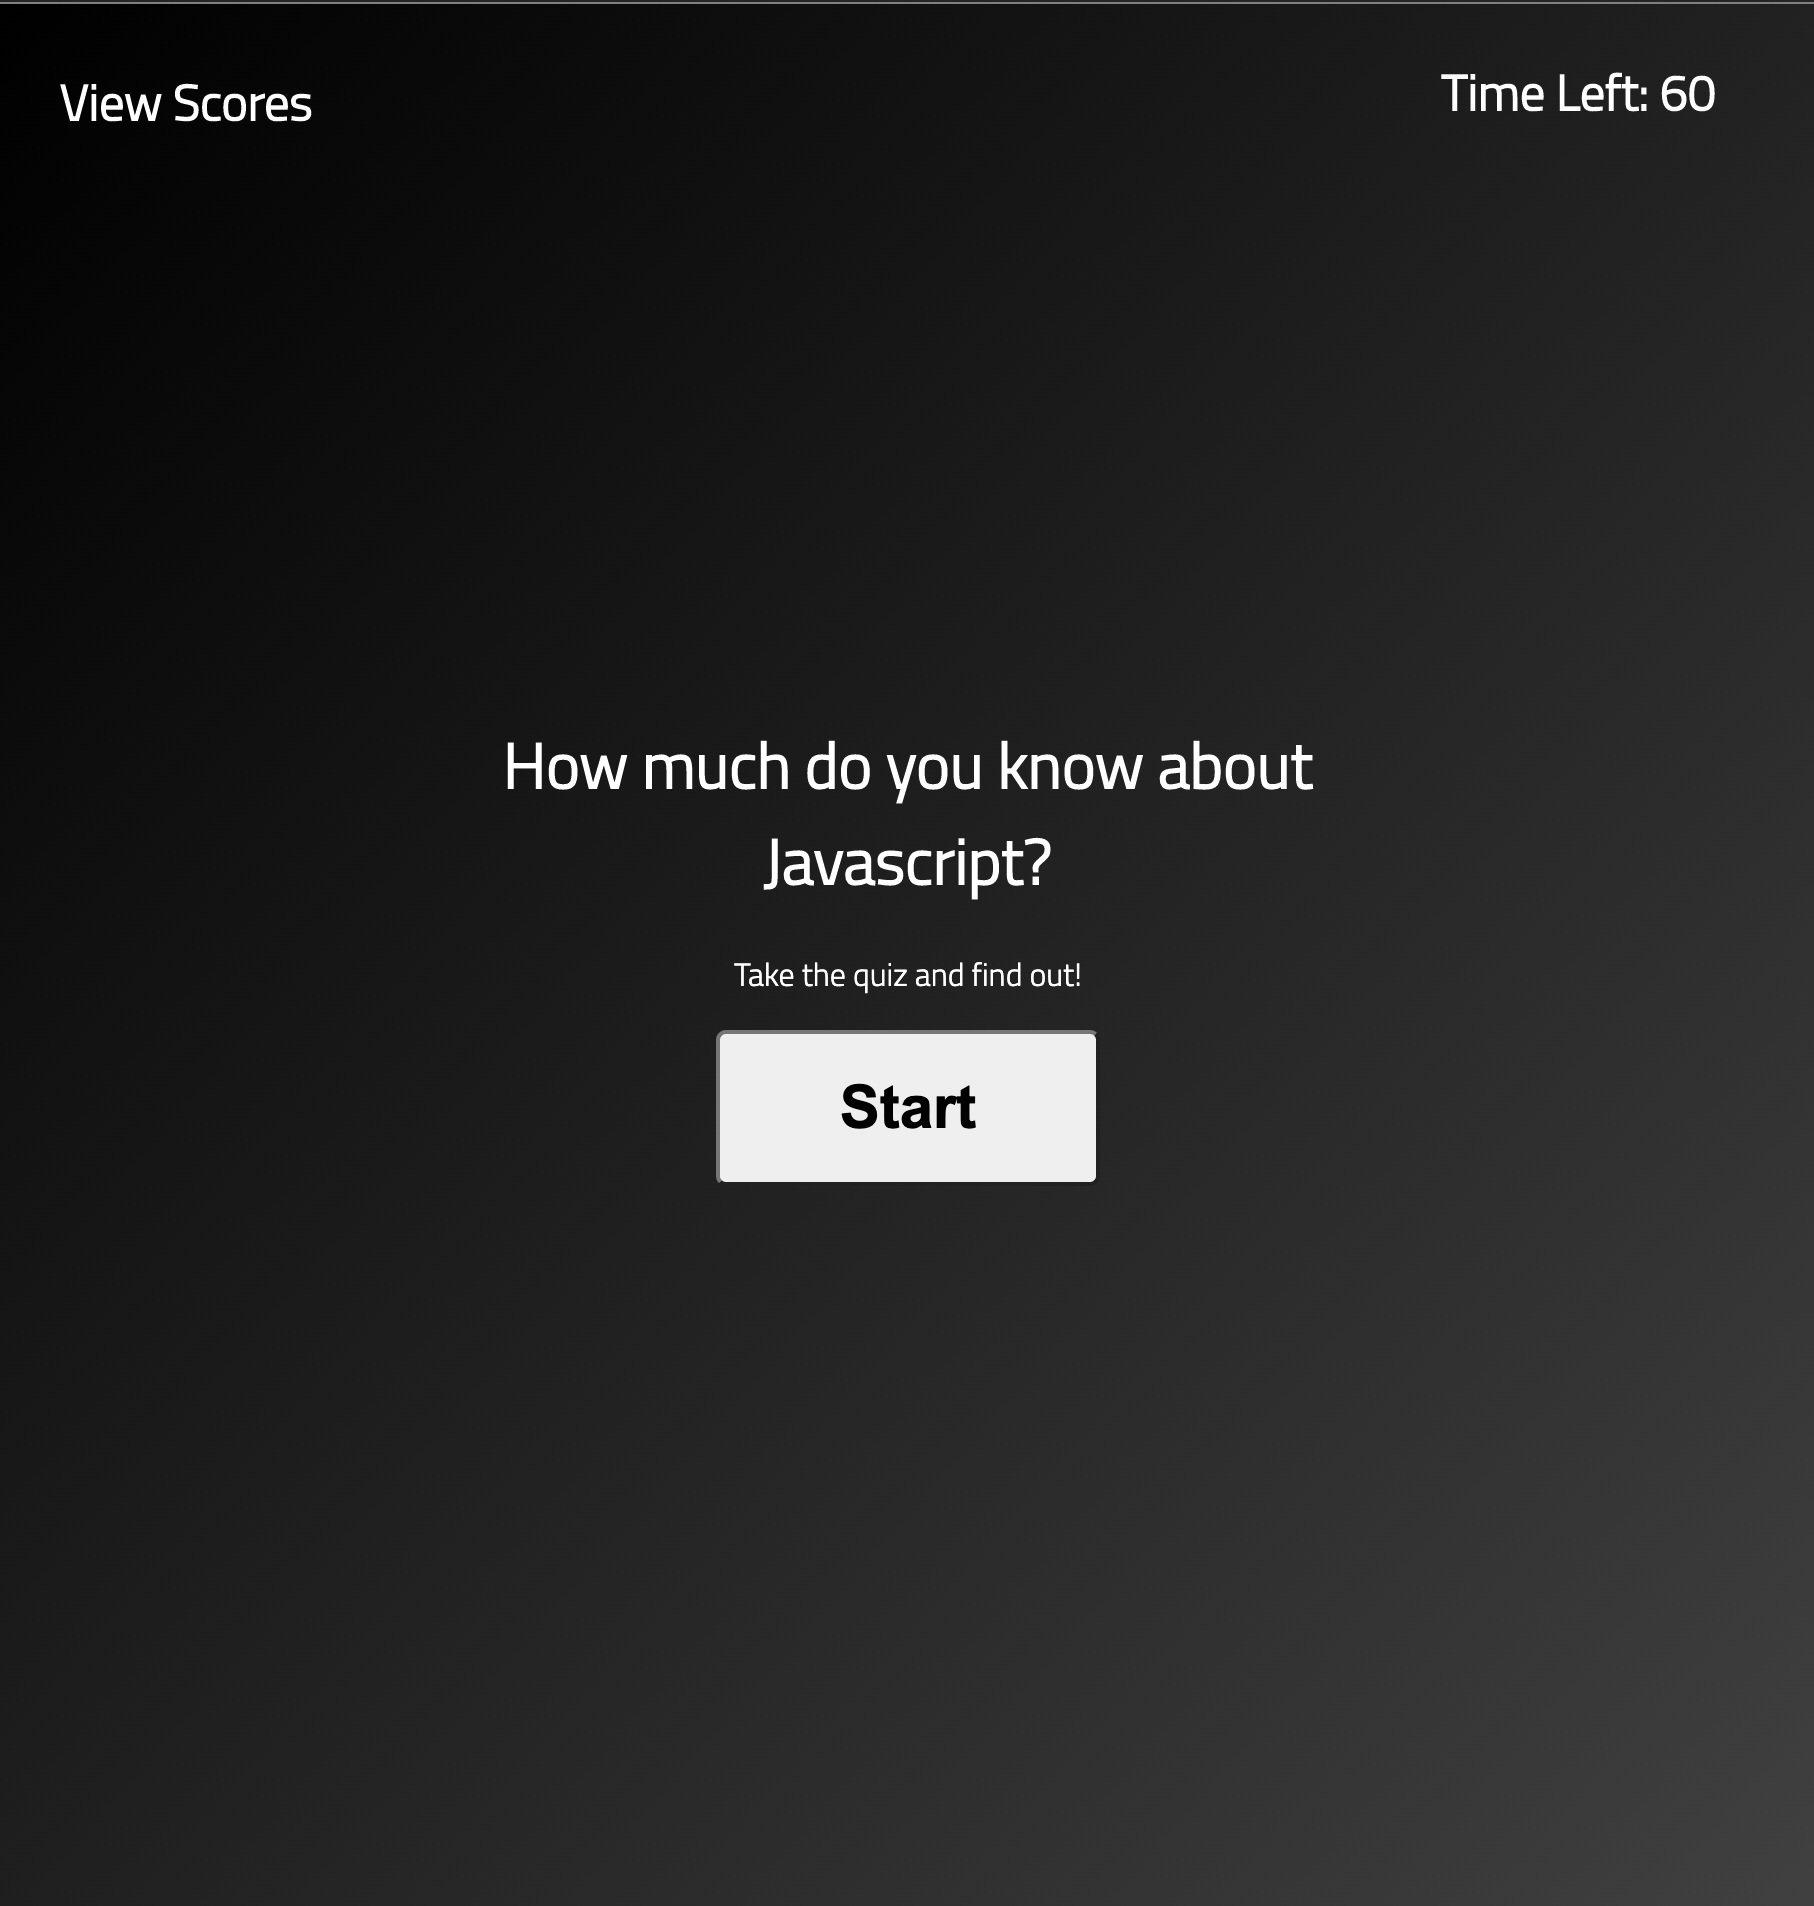 View Scores
Time Left: 60
How much do you know about
Javascript?
Take the quiz and find out!
Start